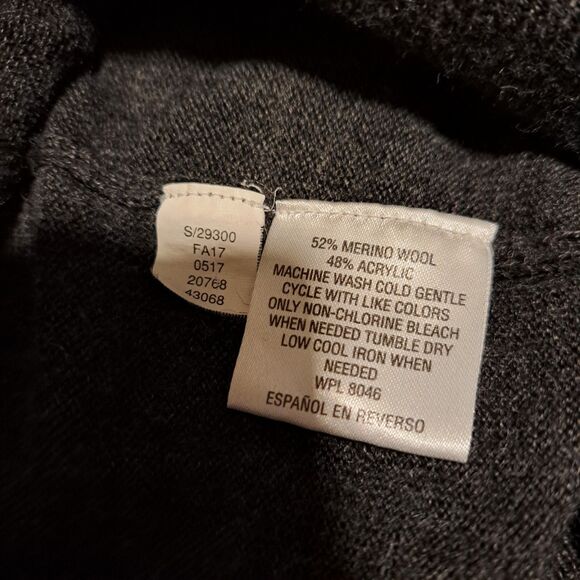 S/29300
FA17
0517
20768
43068
52% MERINO WOOL
48% ACRYLIC
MACHINE WASH COLD GENTLE
CYCLE WITH LIKE COLORS
ONLY NON-CHLORINE BLEACH
WHEN NEEDED TUMBLE DRY
LOW COOL IRON WHEN
NEEDED
WPL 8046
ESPAÑOL EN REVERSO